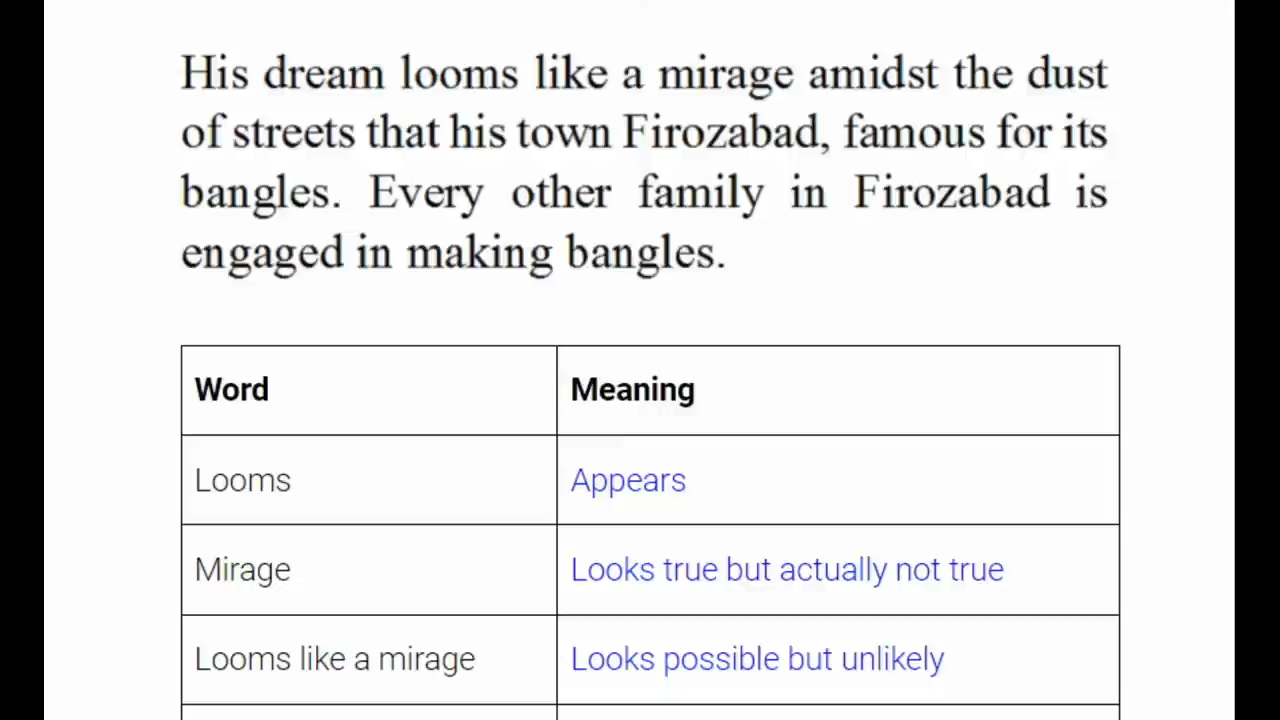 His dream looms like a mirage amidst the dust
of streets that his town Firozabad, famous for its
bangles. Every other family in Firozabad is
engaged in making bangles.
Word Meaning
Looms Appears
Mirage Looks true but actually not true
Looms like a mirage Looks possible but unlikely